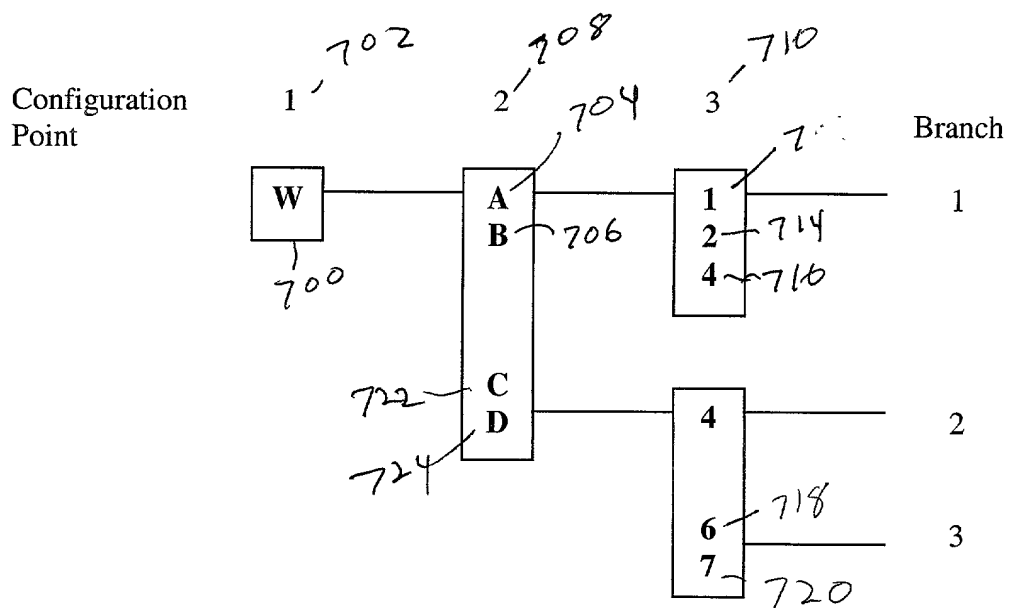 702 708 710
Configuration Point 1 2 3 Branch
704
W A 1 1
B 706 2 714
700 4 716
722 C 4 2
724 D
6 718 3
7 720